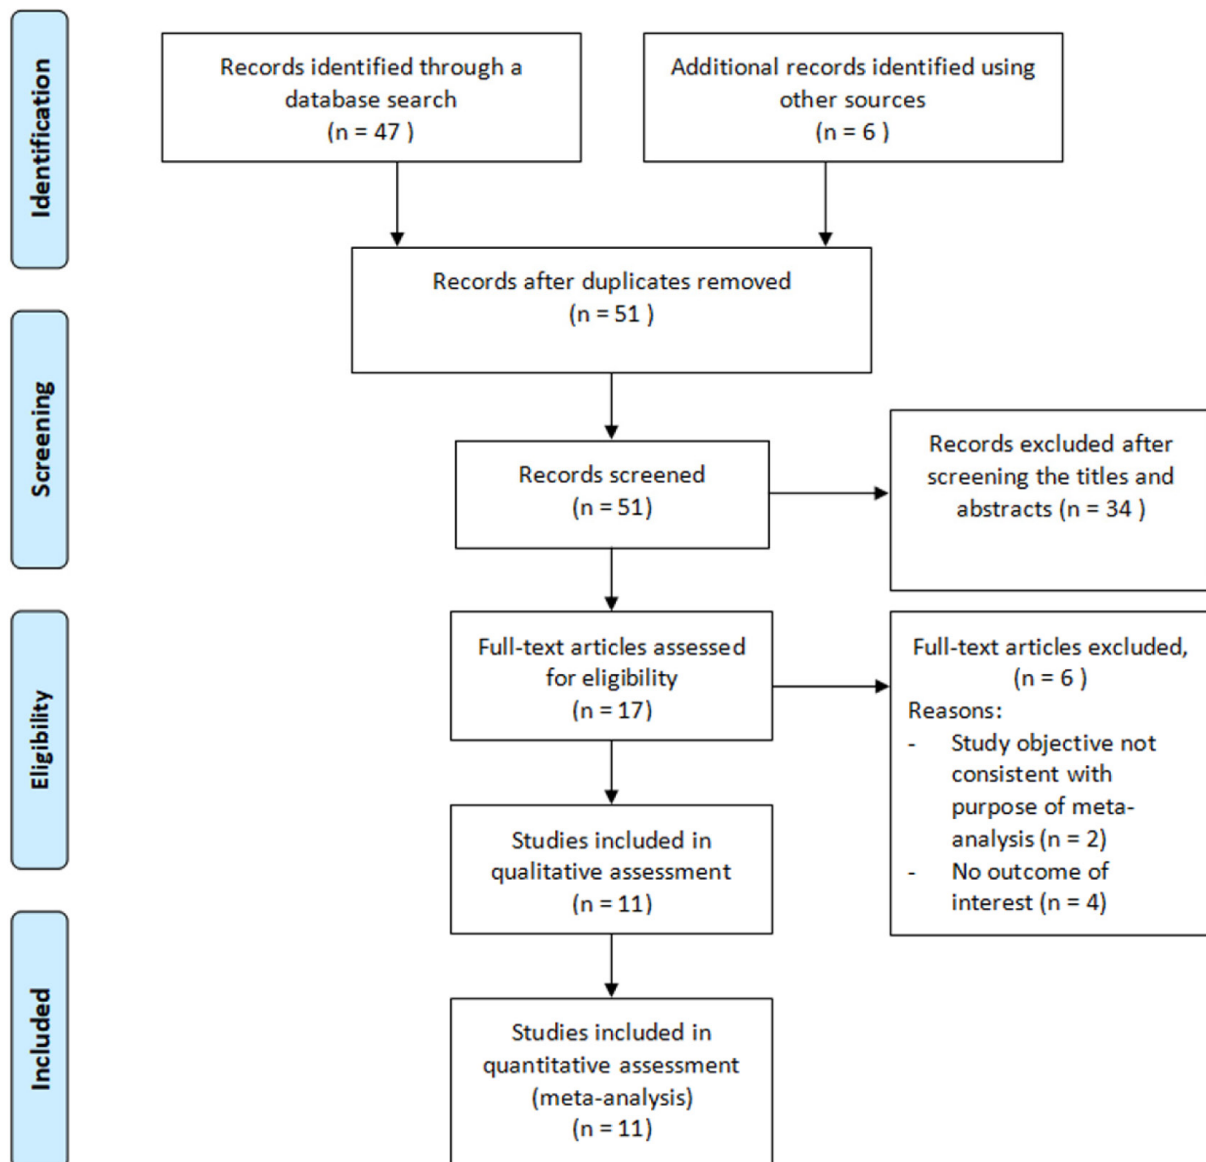 Identification
Records identified through a
database search
(n = 47 )
Additional records identified using
other sources
(n = 6 )
Records after duplicates removed
(n = 51 )
Screening
Records screened
(n = 51)
Records excluded after
screening the titles and
abstracts (n = 34 )
Eligibility
Full-text articles assessed
for eligibility
(n = 17)
Full-text articles excluded,
(n = 6 )
Reasons:
- Study objective not
consistent with
purpose of meta-
analysis (n = 2)
- No outcome of
interest (n = 4)
Studies included in
qualitative assessment
(n = 11)
Included
Studies included in
quantitative assessment
(meta-analysis)
(n = 11)